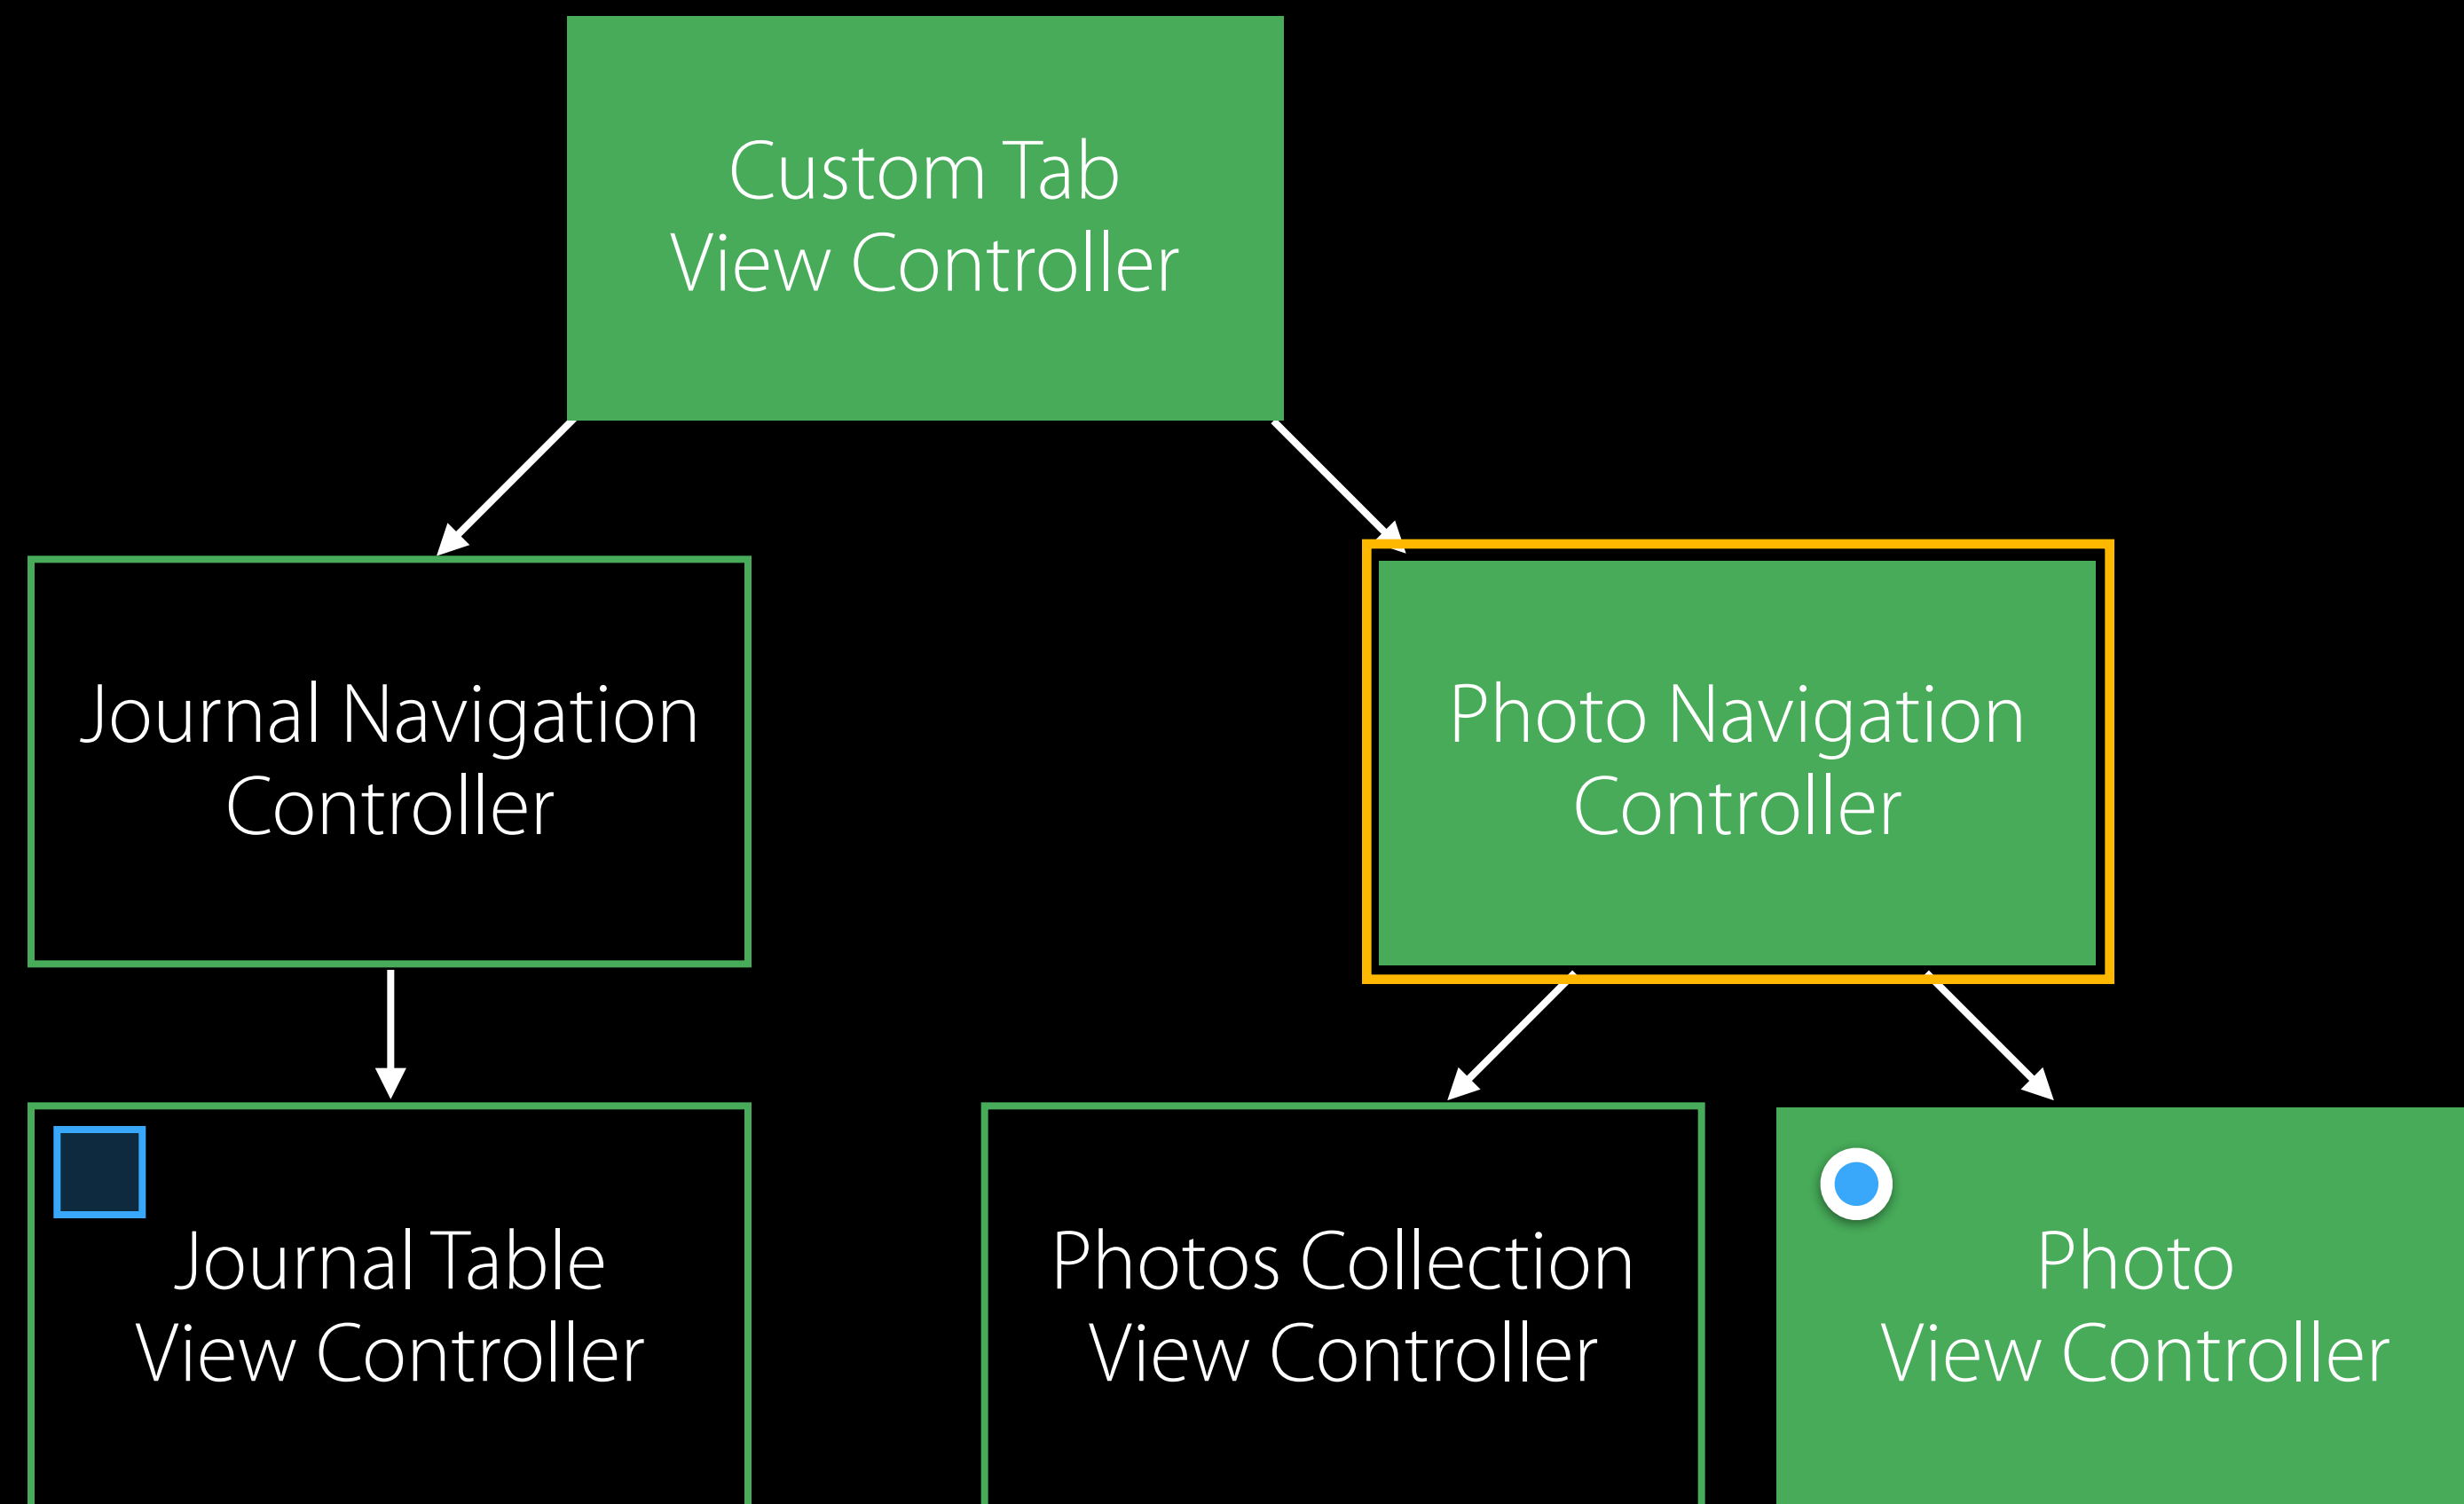 Custom Tab
View Controller
Journal Navigation
Controller
Photo Navigation
Controller
Journal Table
View Controller
Photos Collection
View Controller
Photo
View Controller